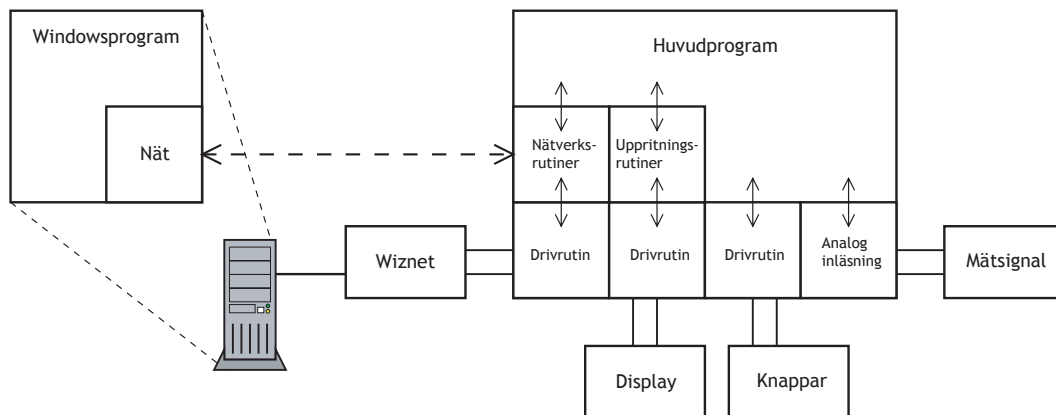 Windowsprogram
Nät
Huvudprogram
Nätverks-
rutiner
Uppritnings-
rutiner
Wiznet
Drivrutin
Drivrutin
Drivrutin
Analog
inläsning
Mätsignal
Display
Knappar